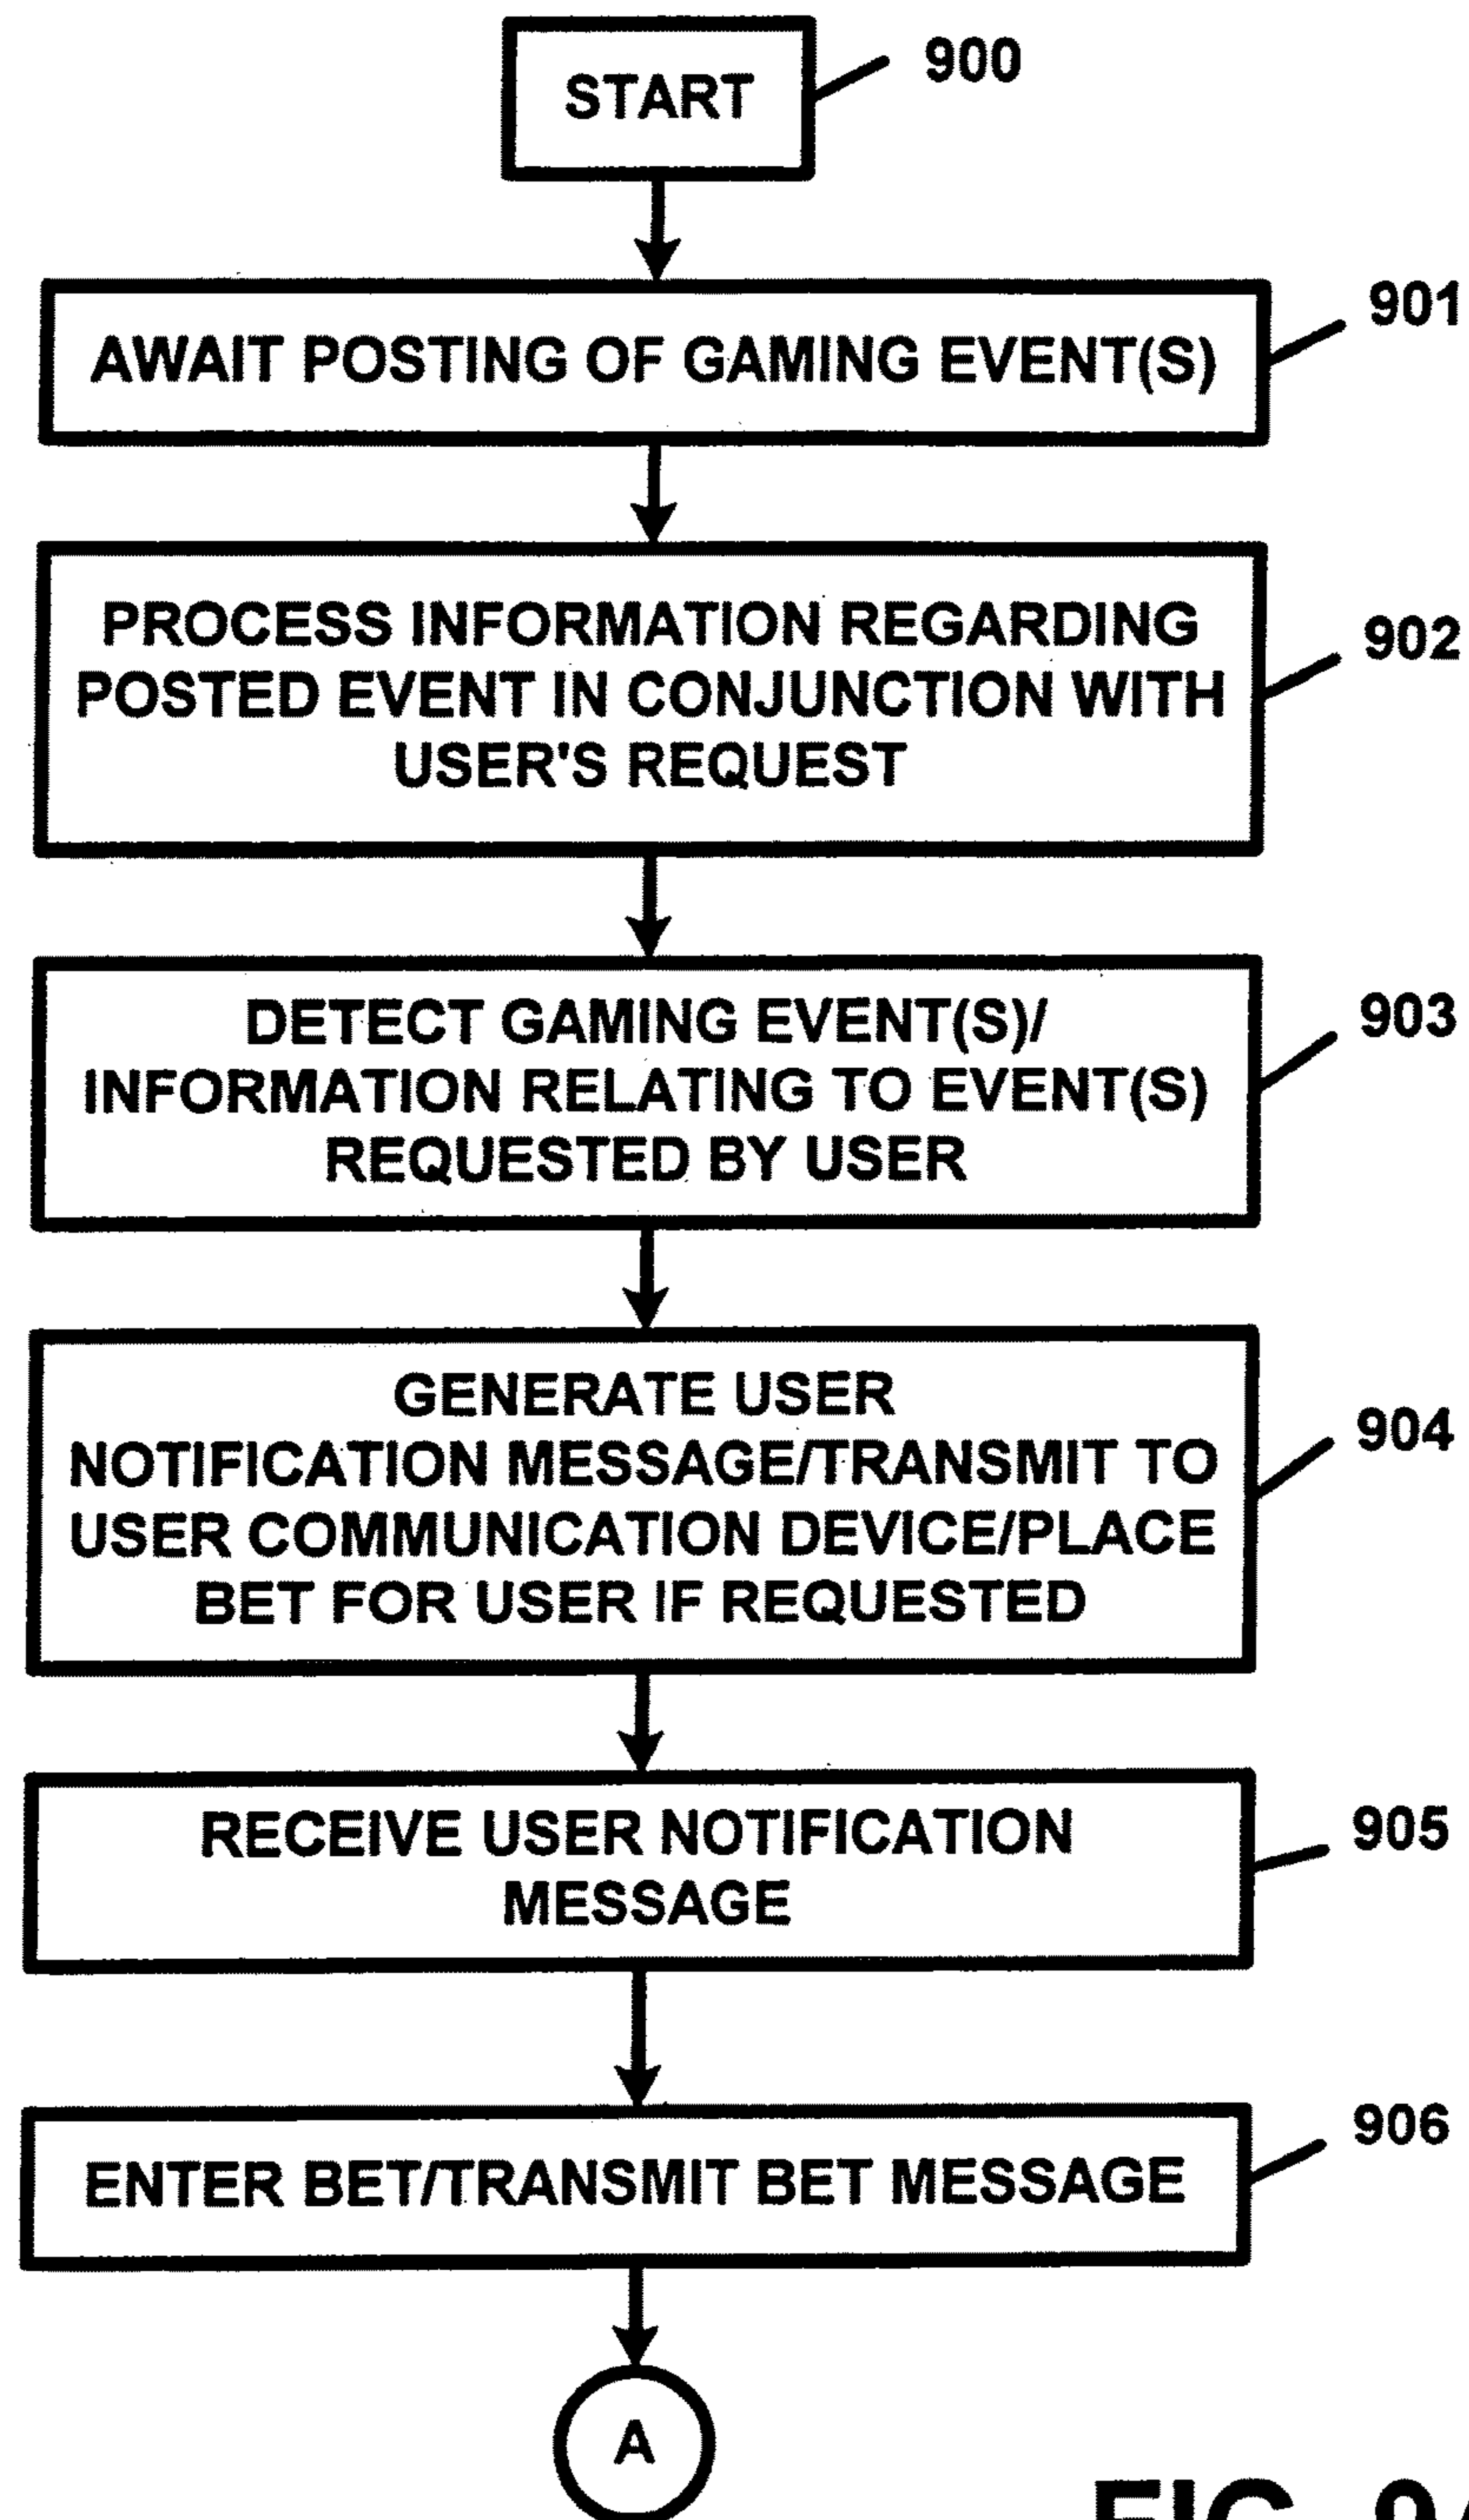 START
900
AWAIT POSTING OF GAMING EVENT(S)
901
PROCESS INFORMATION REGARDING
POSTED EVENT IN CONJUNCTION WITH
USER'S REQUEST
902
DETECT GAMING EVENT(S)/
INFORMATION RELATING TO EVENT(S)
REQUESTED BY USER
903
GENERATE USER
NOTIFICATION MESSAGE/TRANSMIT TO
USER COMMUNICATION DEVICE/PLACE
BET FOR USER IF REQUESTED
904
RECEIVE USER NOTIFICATION
MESSAGE
905
ENTER BET/TRANSMIT BET MESSAGE
906
A